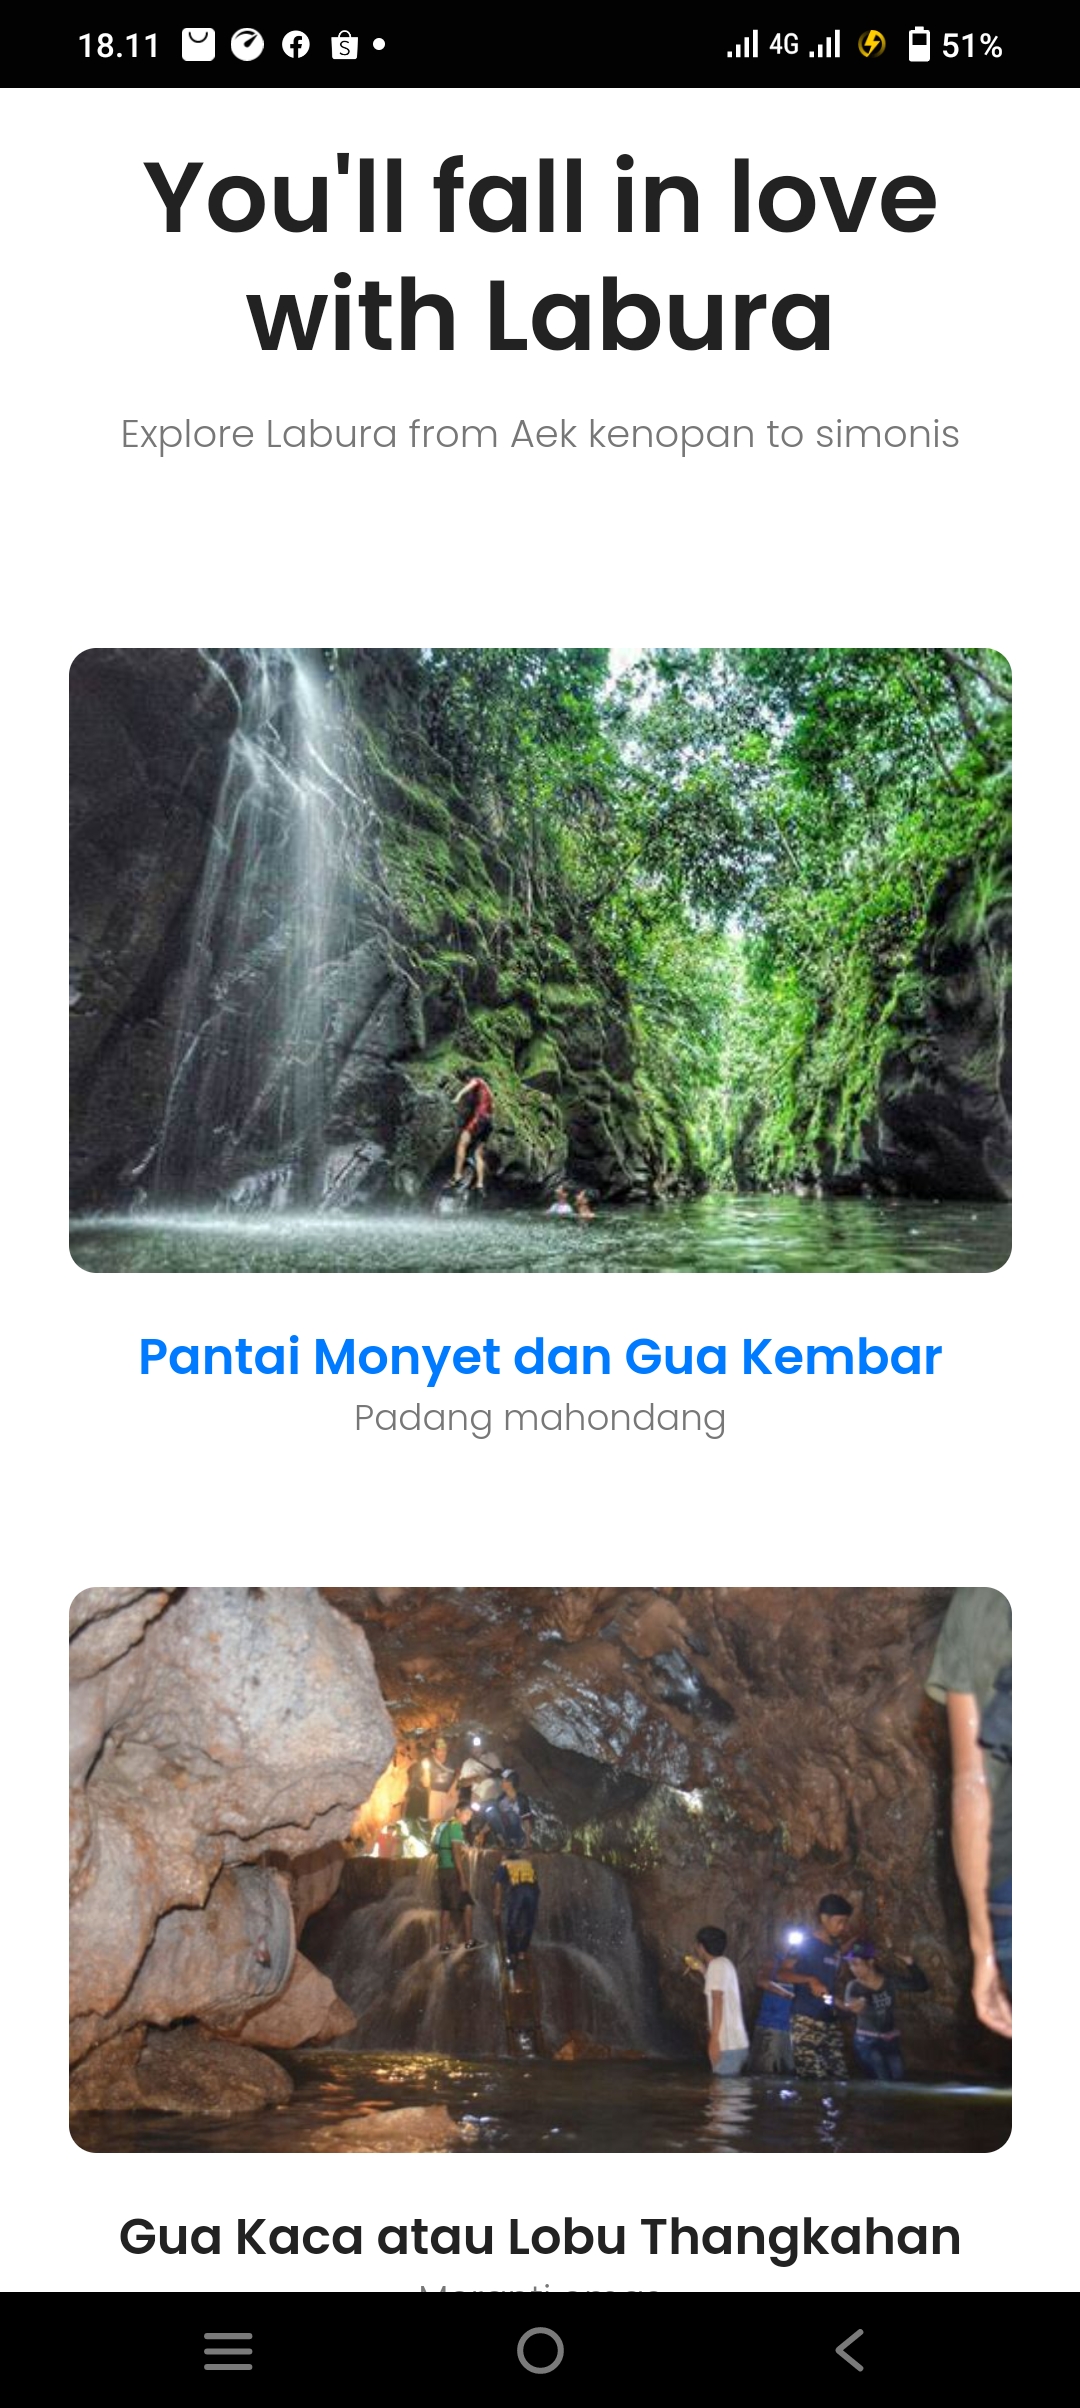 18.11
4G
51%
You'll fall in love
with Labura
Explore Labura from Aek kenopan to simonis
Pantai Monyet dan Gua Kembar
Padang mahondang
Gua Kaca atau Lobu Thangkahan